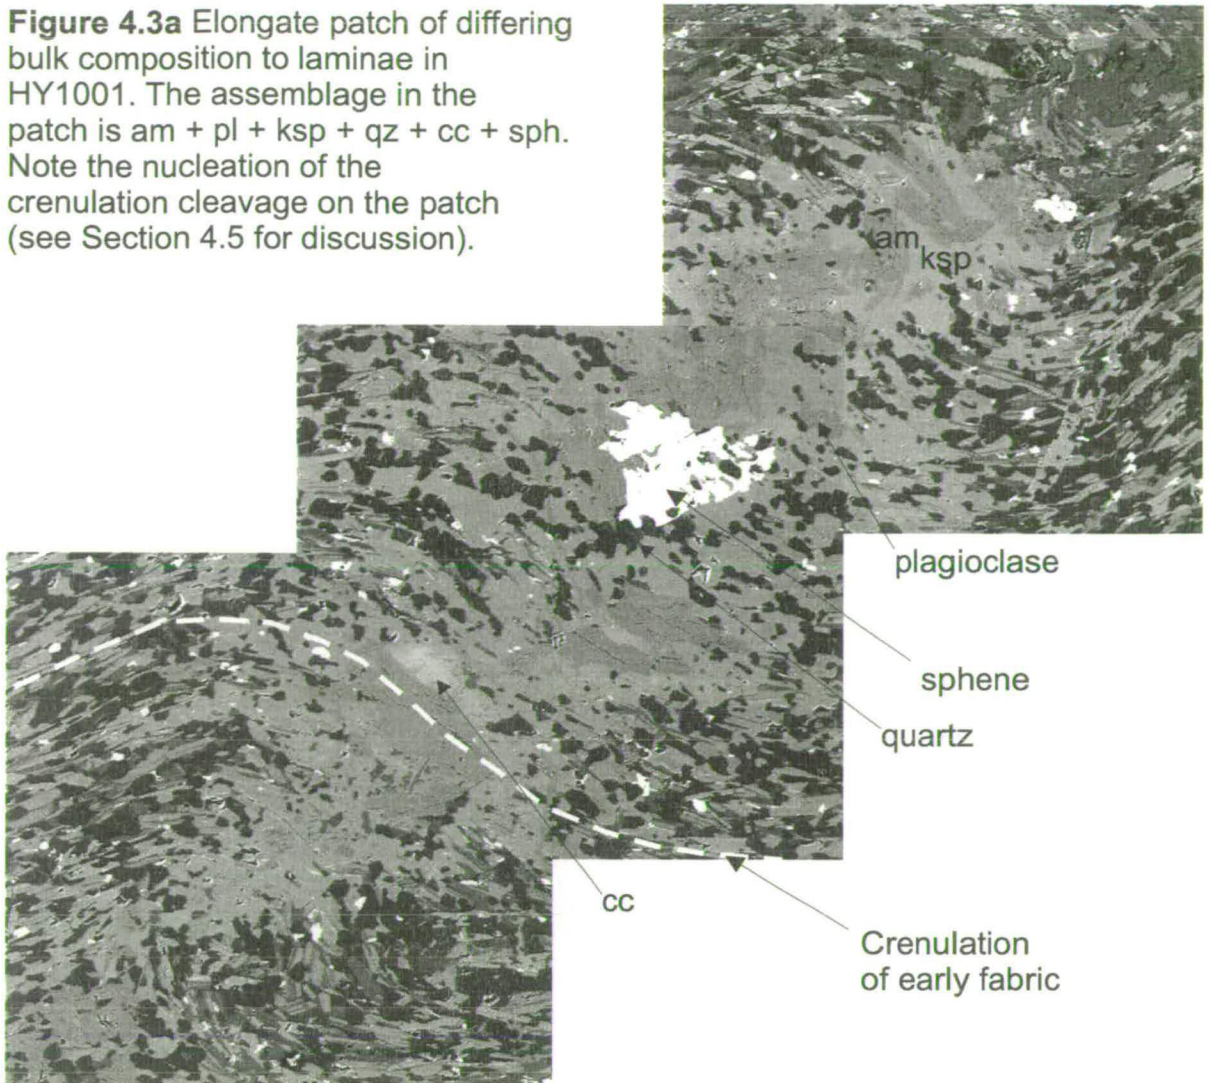 Figure 4.3a Elongate patch of differing
bulk composition to laminae in
HY1001. The assemblage in the
patch is am + pl + ksp + qz + cc + sph.
Note the nucleation of the
crenulation cleavage on the patch
(see Section 4.5 for discussion).
am
ksp
plagioclase
sphene
quartz
cc
Crenulation
of early fabric